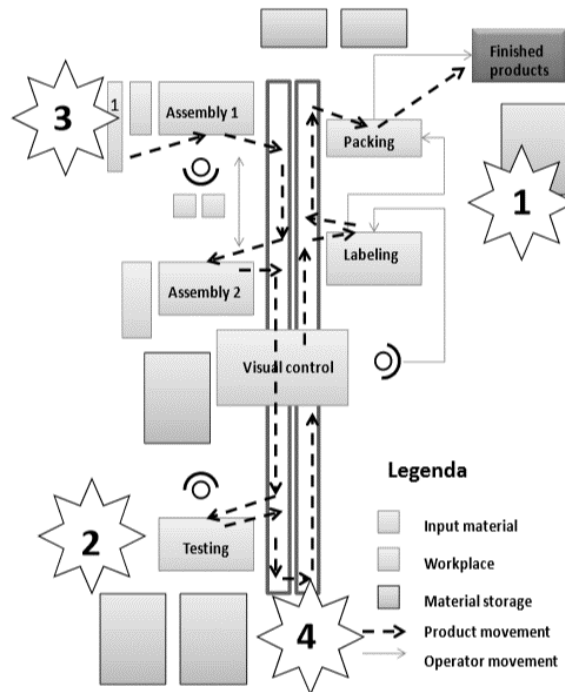 Finished
products
3
1
Assembly 1
Packing
1
Labeling
Assembly 2
Visual control
Legenda
Input material
2
Testing
Workplace
Material storage
4
Product movement
Operator movement